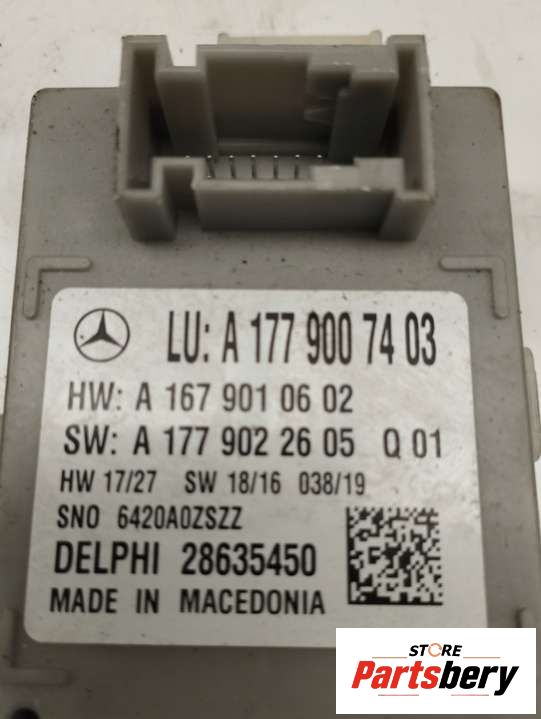 LU: A 177 900 74 03
HW: A 167 901 06 02
SW: A 177 902 26 05 Q 01
HW 17/27 SW 18/16 038/19
SNO 6420A0ZSZZ
DELPHI 28635450
MADE IN MACEDONIA
STORE
Partsbery